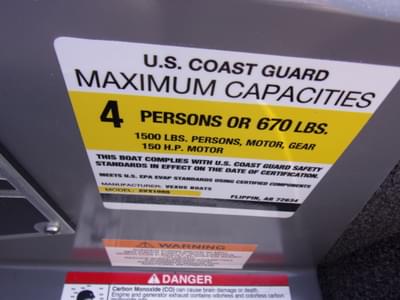 U.S. COAST GUARD
MAXIMUM CAPACITIES
4 PERSONS OR 670 LBS.
1500 LBS. PERSONS, MOTOR, GEAR
150 H.P. MOTOR
THIS BOAT COMPLIES WITH U.S. COAST GUARD SAFETY
STANDARDS IN EFFECT ON THE DATE OF CERTIFICATION.
MEETS U.S. EPA EVAP STANDARDS USING CERTIFIED COMPONENTS
MANUFACTURER: VEXUS BOATS
MODEL: FLIPPIN, AR 72634
WARNING
DANGER
Carbon Monoxide (CO) can cause brain damage or death.
Engine and generator exhaust contains odorless and colorless carbon